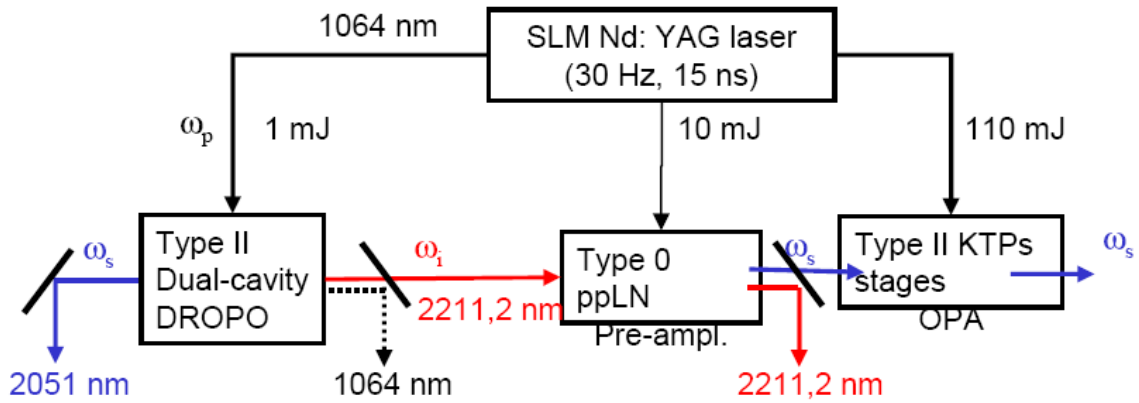 1064 nm
SLM Nd: YAG laser
(30 Hz, 15 ns)
ωp
1 mJ
10 mJ
110 mJ
ωs
Type II
Dual-cavity
DROPO
ωi
2211,2 nm
Type 0
ppLN
Pre-ampl.
ωs
Type II KTPs
stages
OPA
ωs
2051 nm
1064 nm
2211,2 nm